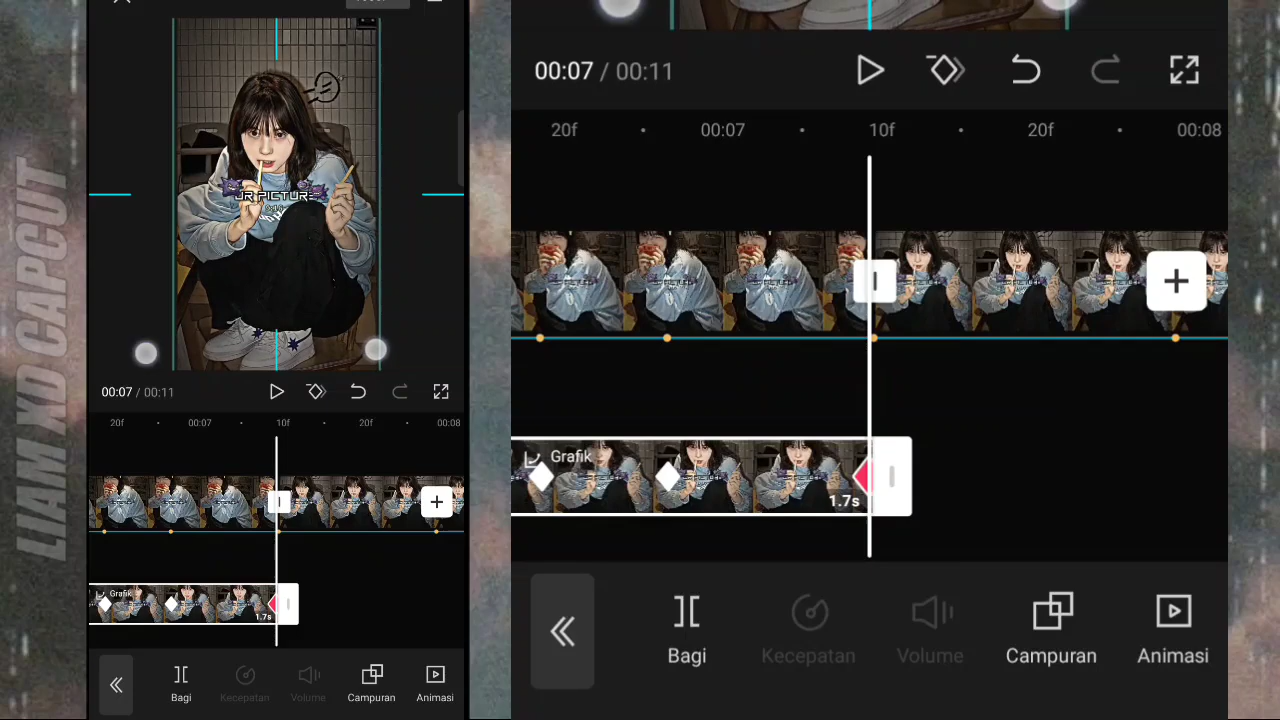 LIAM XD CAPCUT
JR PICTURE
00:07 / 00:11
20f
00:07
10f
20f
00:08
Grafik
1.7s
Bagi
Kecepatan
Volume
Campuran
Animasi
00:07 / 00:11
20f
00:07
10f
20f
00:08
Grafik
1.7s
Bagi
Kecepatan
Volume
Campuran
Animasi